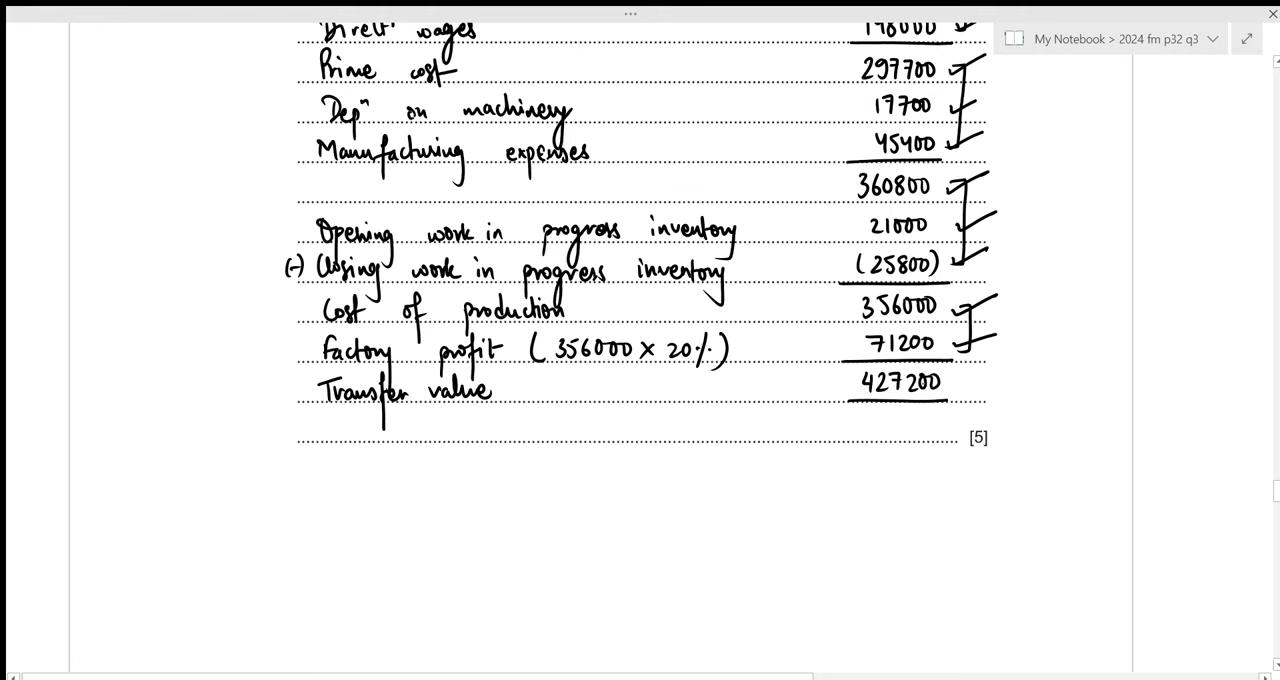 Direct wages 198000
My Notebook > 2024 fm p32 q3
Prime cost 297700
Depn on machinery 17700
Manufacturing expenses 45400
360800
Opening work in progress inventory 21000
(-) Closing work in progress inventory (25800)
Cost of production 356000
Factory profit (356000 × 20%) 71200
Transfer value 427200
[5]